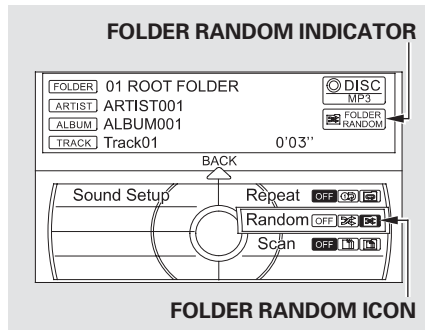 FOLDER RANDOM INDICATOR
FOLDER 01 ROOT FOLDER
DISC
MP3
ARTIST ARTIST001
FOLDER
RANDOM
ALBUM ALBUM001
TRACK Track01 0'03''
BACK
Sound Setup
Repeat OFF
Random OFF
Scan OFF
FOLDER RANDOM ICON